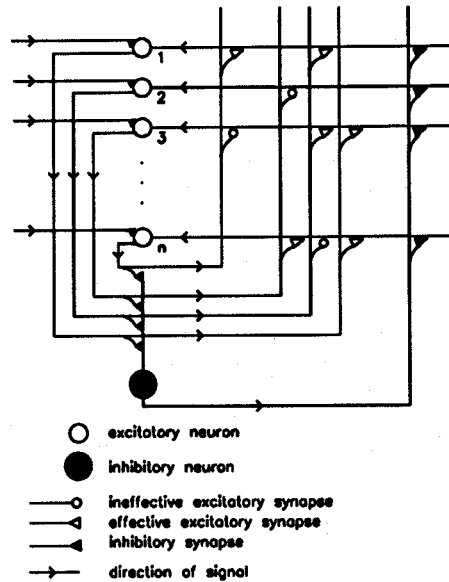 1
2
3
n
excitatory neuron
inhibitory neuron
ineffective excitatory synapse
effective excitatory synapse
inhibitory synapse
direction of signal